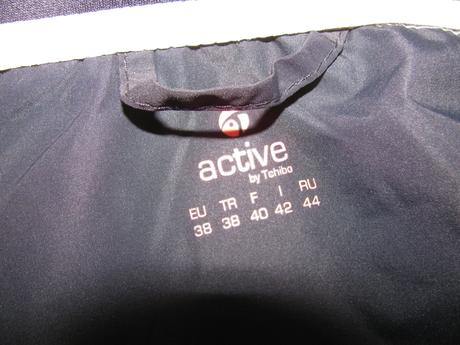 active
by Tchibo
EU TR F I RU
38 38 40 42 44